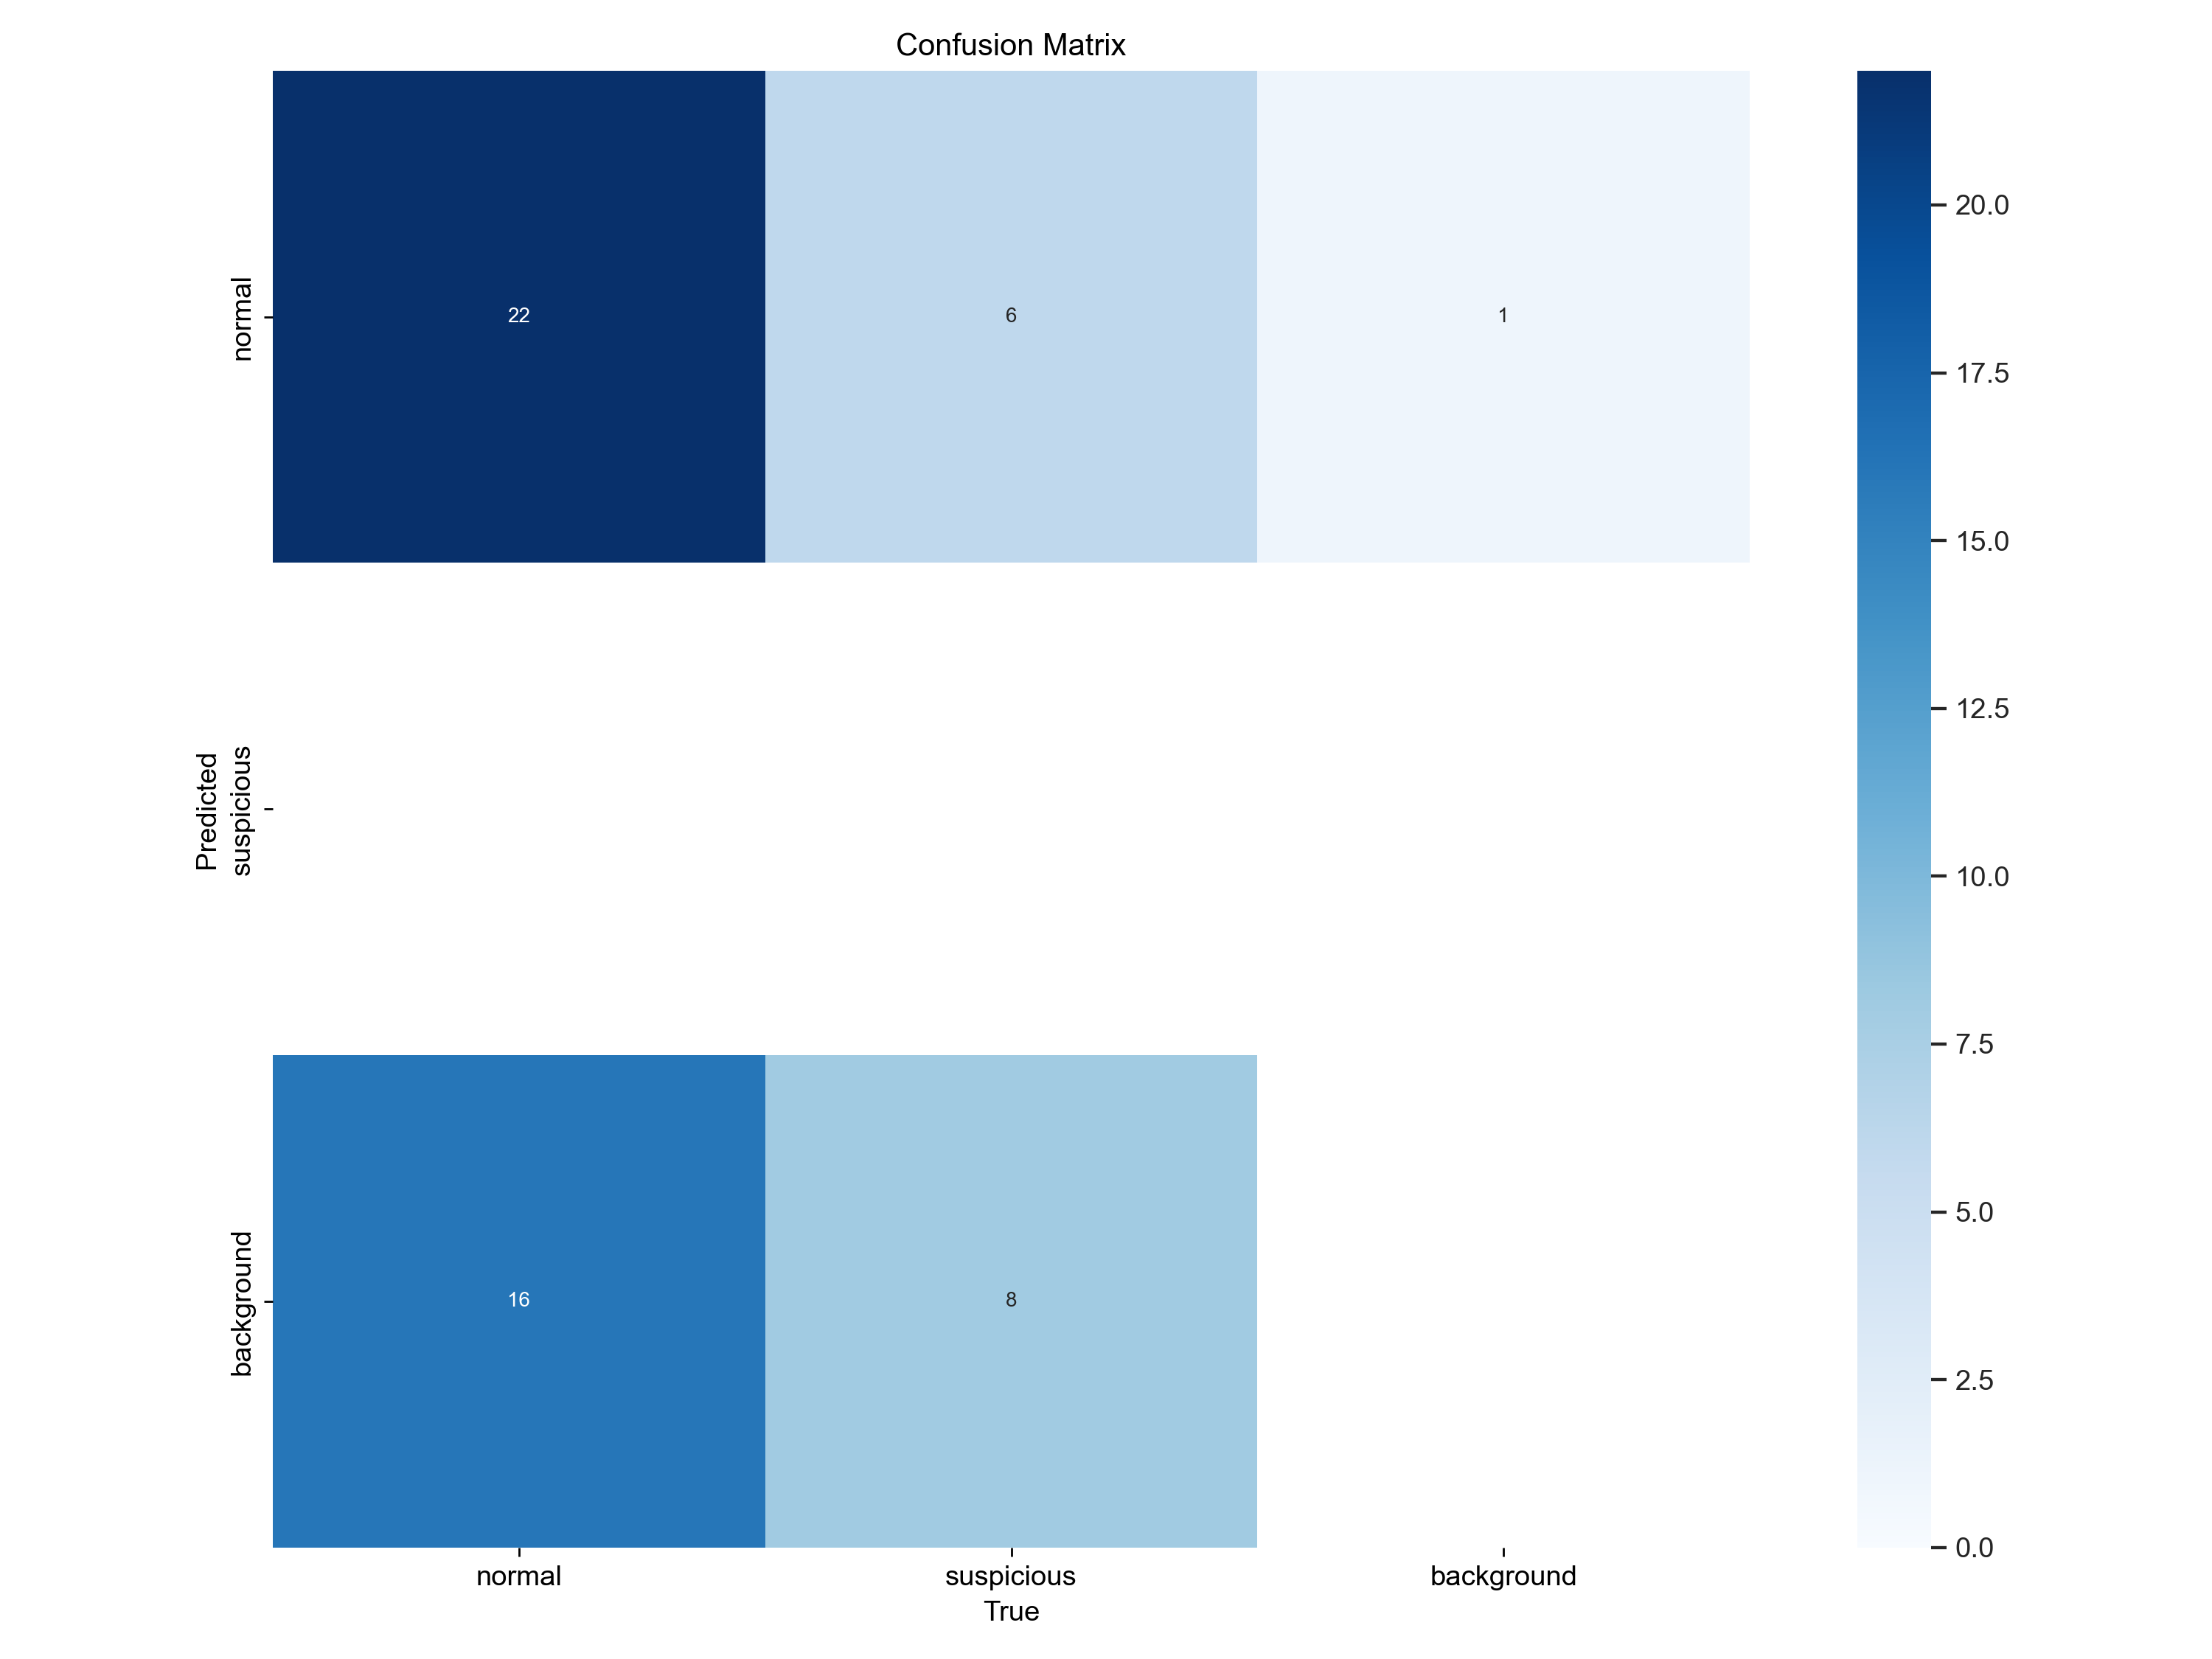 Confusion Matrix
normal
22
6
1
20.0
17.5
15.0
12.5
10.0
7.5
5.0
2.5
0.0
Predicted
suspicious
background
16
8
normal
suspicious
background
True